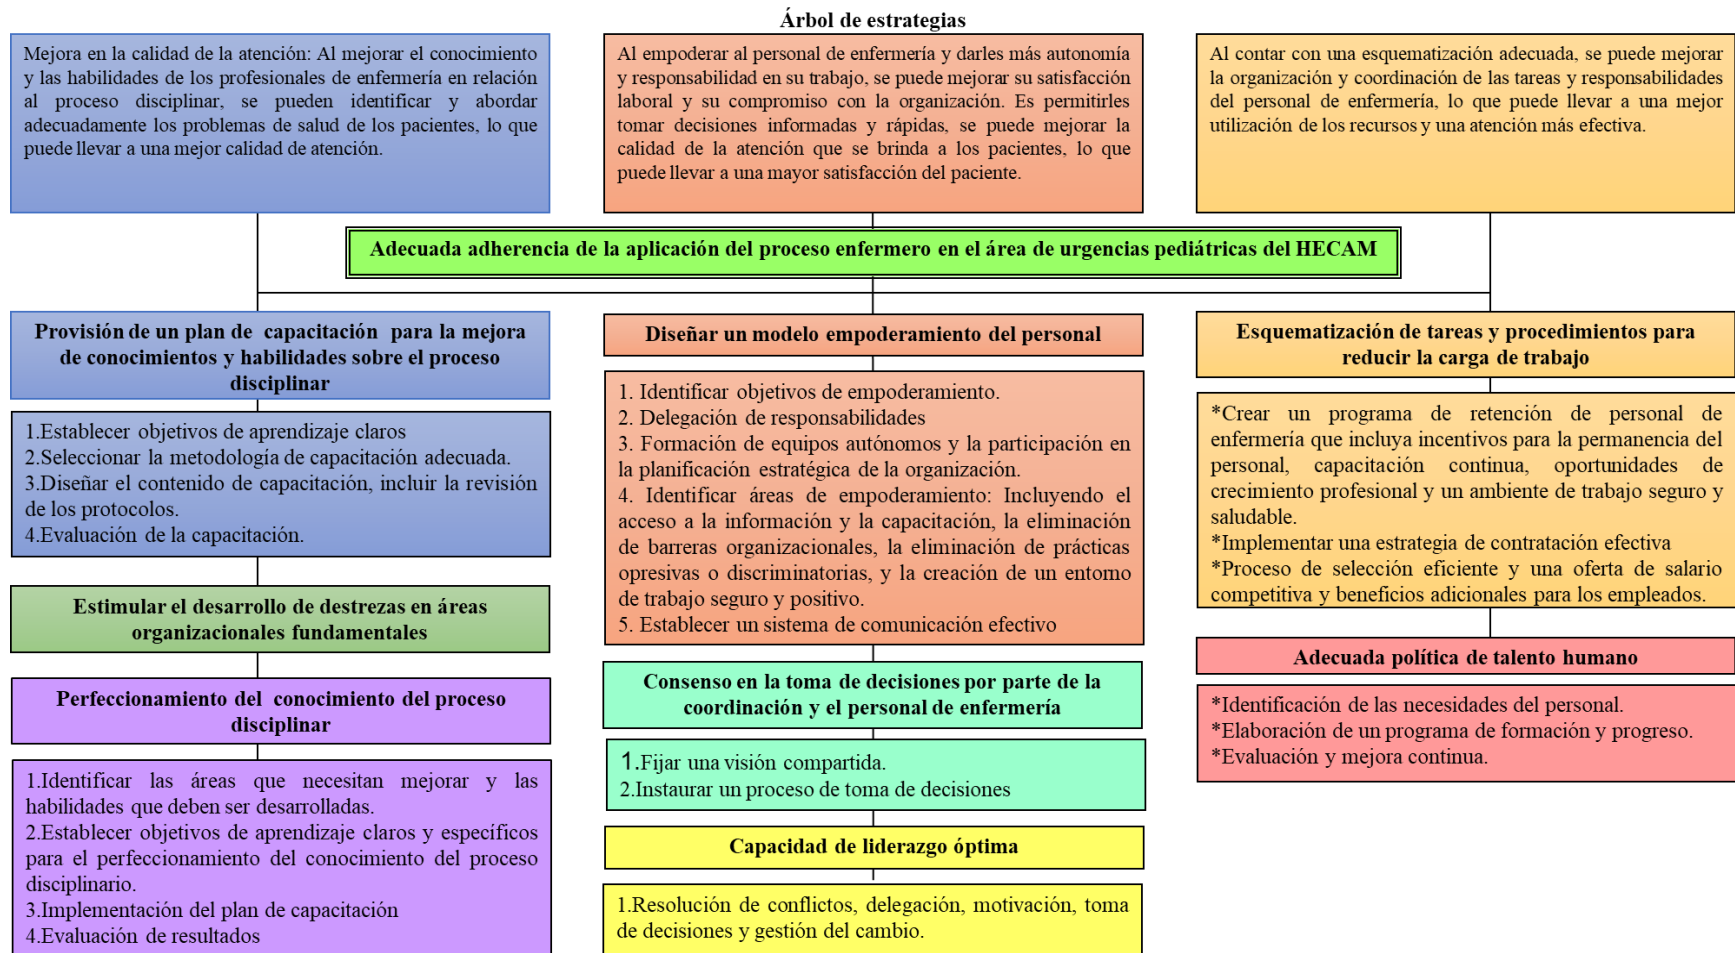 Árbol de estrategias
Mejora en la calidad de la atención: Al mejorar el conocimiento
y las habilidades de los profesionales de enfermería en relación
al proceso disciplinar, se pueden identificar y abordar
adecuadamente los problemas de salud de los pacientes, lo que
puede llevar a una mejor calidad de atención.
Al empoderar al personal de enfermería y darles más autonomía
y responsabilidad en su trabajo, se puede mejorar su satisfacción
laboral y su compromiso con la organización. Es permitirles
tomar decisiones informadas y rápidas, se puede mejorar la
calidad de la atención que se brinda a los pacientes, lo que
puede llevar a una mayor satisfacción del paciente.
Al contar con una esquematización adecuada, se puede mejorar
la organización y coordinación de las tareas y responsabilidades
del personal de enfermería, lo que puede llevar a una mejor
utilización de los recursos y una atención más efectiva.
Adecuada adherencia de la aplicación del proceso enfermero en el área de urgencias pediátricas del HECAM
Provisión de un plan de capacitación para la mejora
de conocimientos y habilidades sobre el proceso
disciplinar
1.Establecer objetivos de aprendizaje claros
2.Seleccionar la metodología de capacitación adecuada.
3.Diseñar el contenido de capacitación, incluir la revisión
de los protocolos.
4.Evaluación de la capacitación.
Estimular el desarrollo de destrezas en áreas
organizacionales fundamentales
Perfeccionamiento del conocimiento del proceso
disciplinar
1.Identificar las áreas que necesitan mejorar y las
habilidades que deben ser desarrolladas.
2.Establecer objetivos de aprendizaje claros y específicos
para el perfeccionamiento del conocimiento del proceso
disciplinario.
3.Implementación del plan de capacitación
4.Evaluación de resultados
Diseñar un modelo empoderamiento del personal
1. Identificar objetivos de empoderamiento.
2. Delegación de responsabilidades
3. Formación de equipos autónomos y la participación en
la planificación estratégica de la organización.
4. Identificar áreas de empoderamiento: Incluyendo el
acceso a la información y la capacitación, la eliminación
de barreras organizacionales, la eliminación de prácticas
opresivas o discriminatorias, y la creación de un entorno
de trabajo seguro y positivo.
5. Establecer un sistema de comunicación efectivo
Consenso en la toma de decisiones por parte de la
coordinación y el personal de enfermería
1.Fijar una visión compartida.
2.Instaurar un proceso de toma de decisiones
Capacidad de liderazgo óptima
1.Resolución de conflictos, delegación, motivación, toma
de decisiones y gestión del cambio.
Esquematización de tareas y procedimientos para
reducir la carga de trabajo
*Crear un programa de retención de personal de
enfermería que incluya incentivos para la permanencia del
personal, capacitación continua, oportunidades de
crecimiento profesional y un ambiente de trabajo seguro y
saludable.
*Implementar una estrategia de contratación efectiva
*Proceso de selección eficiente y una oferta de salario
competitiva y beneficios adicionales para los empleados.
Adecuada política de talento humano
*Identificación de las necesidades del personal.
*Elaboración de un programa de formación y progreso.
*Evaluación y mejora continua.